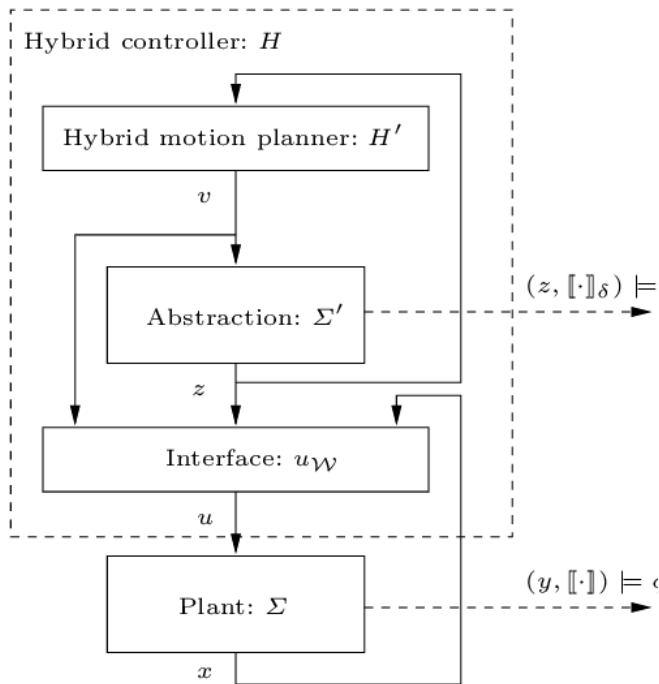 Hybrid controller: H
Hybrid motion planner: H′
v
Abstraction: Σ′
(z, ⟦·⟧δ) ⊨
z
Interface: u𝒲
u
Plant: Σ
(y, ⟦·⟧) ⊨
x